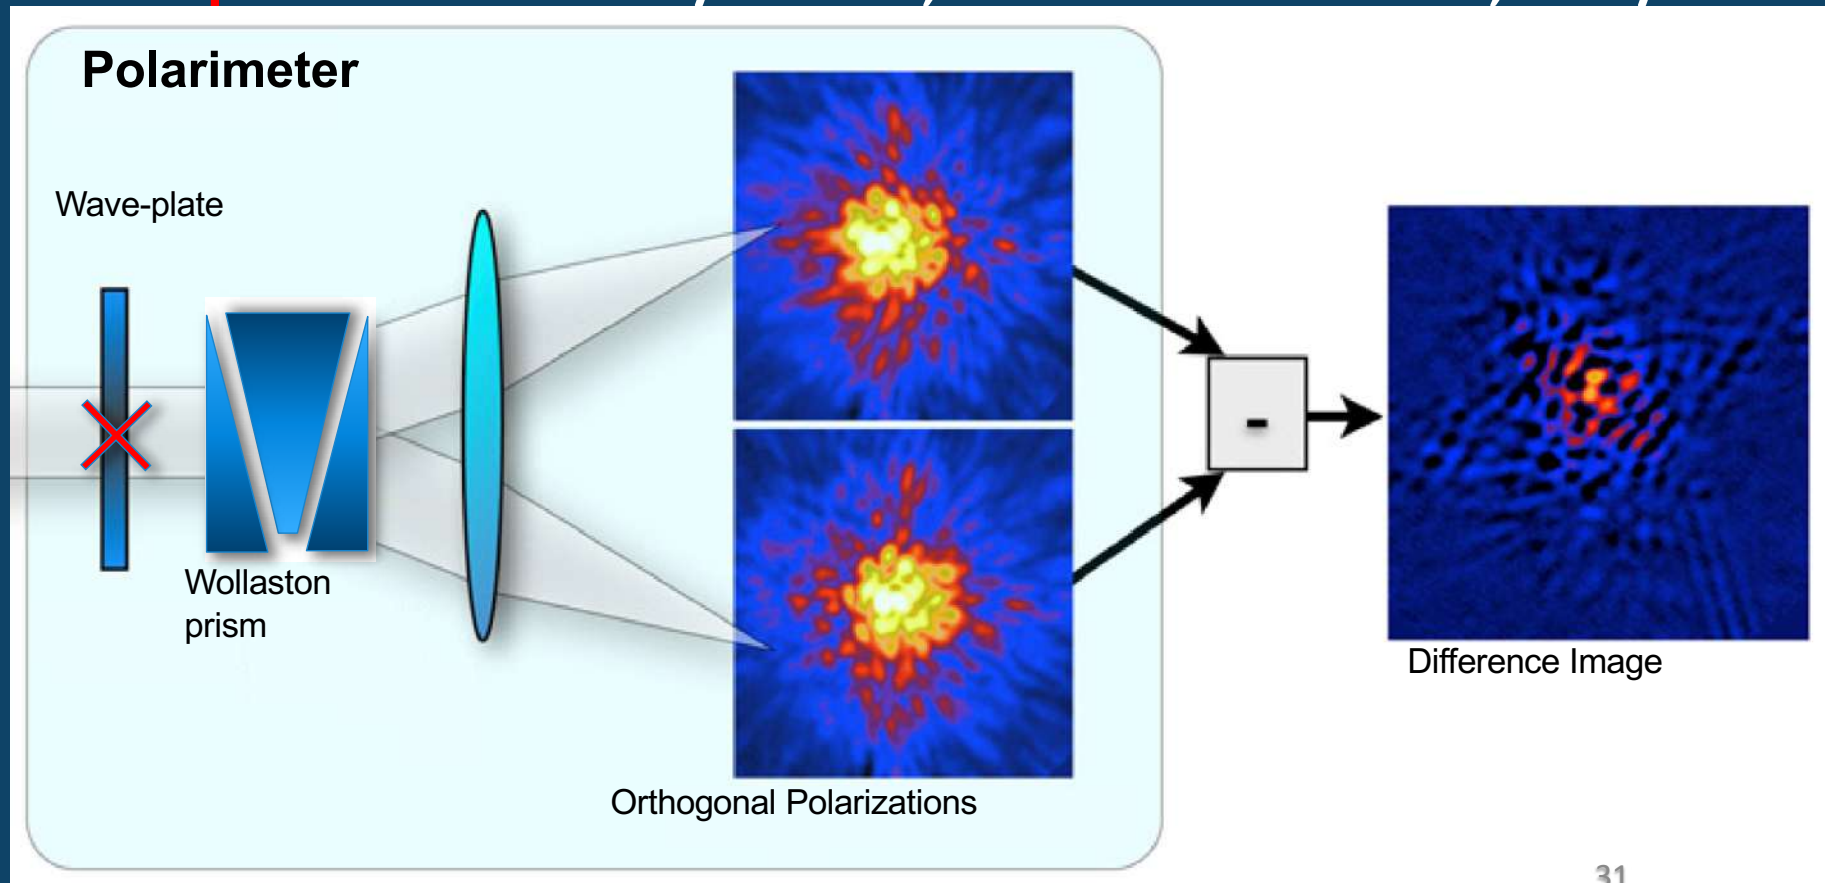 Polarimeter
Wave-plate
Wollaston
prism
Orthogonal Polarizations
-
Difference Image
31